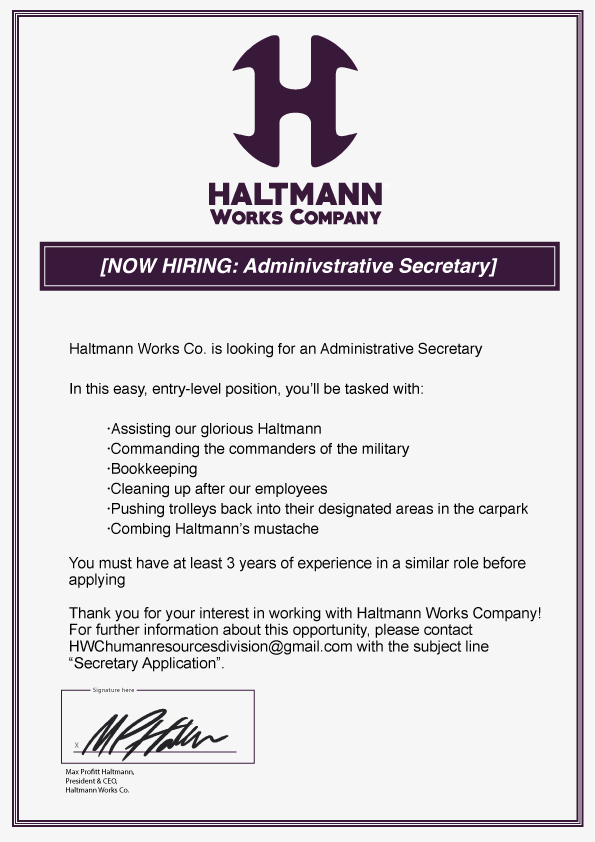 HALTMANN
WORKS COMPANY
[NOW HIRING: Adminivstrative Secretary]
Haltmann Works Co. is looking for an Administrative Secretary
In this easy, entry-level position, you’ll be tasked with:
·Assisting our glorious Haltmann
·Commanding the commanders of the military
·Bookkeeping
·Cleaning up after our employees
·Pushing trolleys back into their designated areas in the carpark
·Combing Haltmann’s mustache
You must have at least 3 years of experience in a similar role before
applying
Thank you for your interest in working with Haltmann Works Company!
For further information about this opportunity, please contact
HWChumanresourcesdivision@gmail.com with the subject line
“Secretary Application”.
Signature here
X MPHaltm
Max Profitt Haltmann,
President & CEO,
Haltmann Works Co.